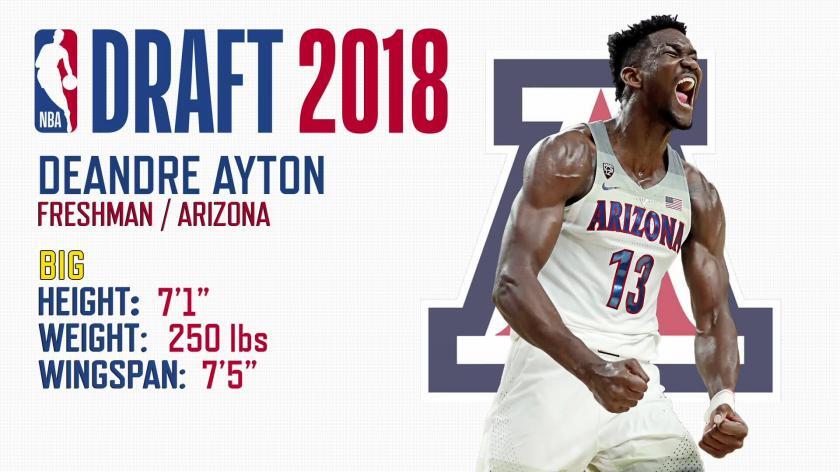 NBA
DRAFT 2018
DEANDRE AYTON
FRESHMAN / ARIZONA
BIG
HEIGHT: 7'1"
WEIGHT: 250 lbs
WINGSPAN: 7'5"
ARIZONA
13